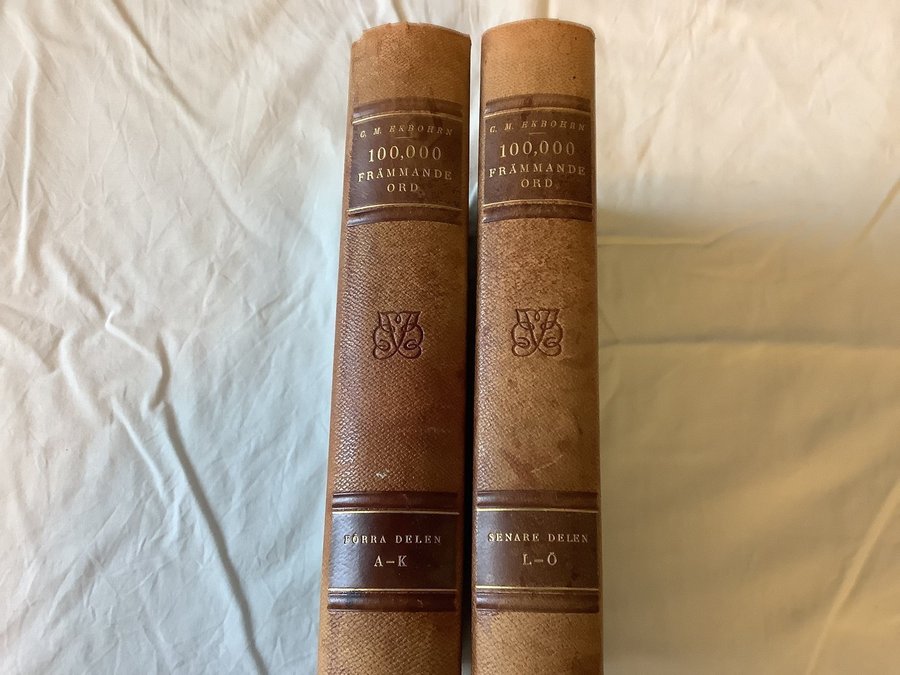 C. M. EKBOHRN
100,000
FRÄMMANDE
ORD
FÖRRA DELEN
A–K
C. M. EKBOHRN
100,000
FRÄMMANDE
ORD
SENARE DELEN
L–Ö